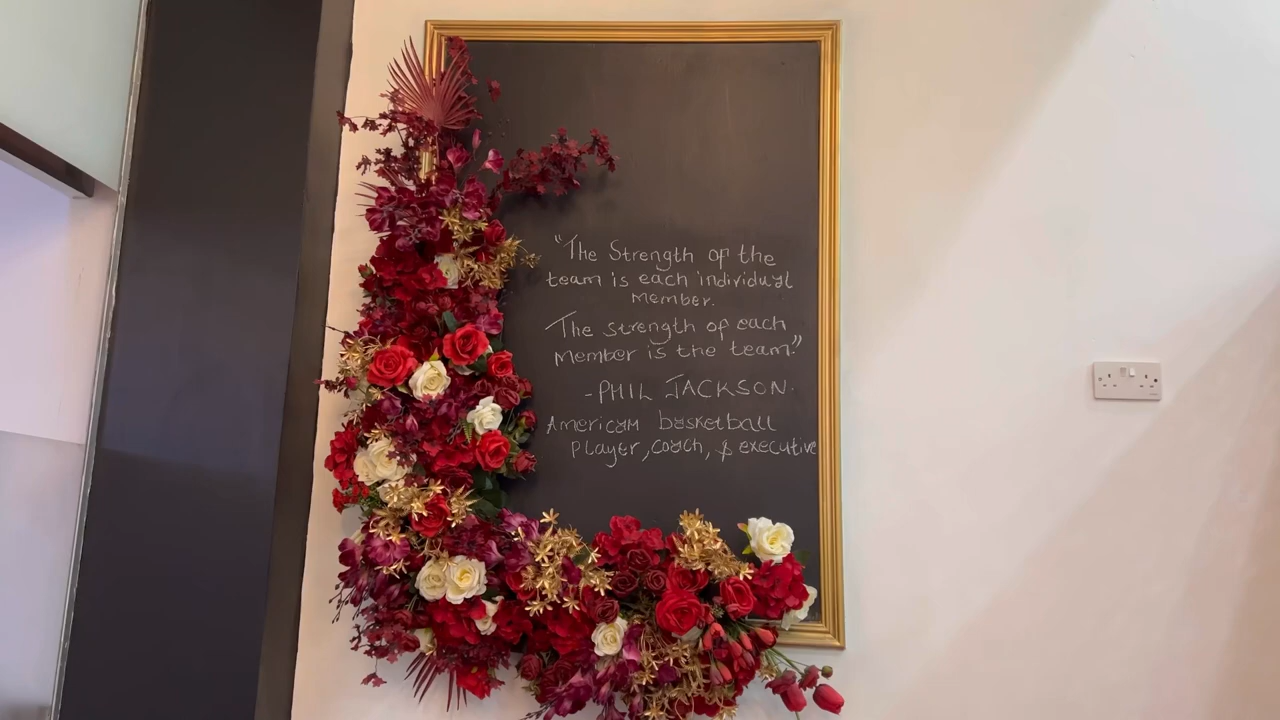 "The Strength of the
team is each individual
member.
The strength of each
Member is the team."
-PHIL JACKSON.
American basketball
Player, coach, & executive